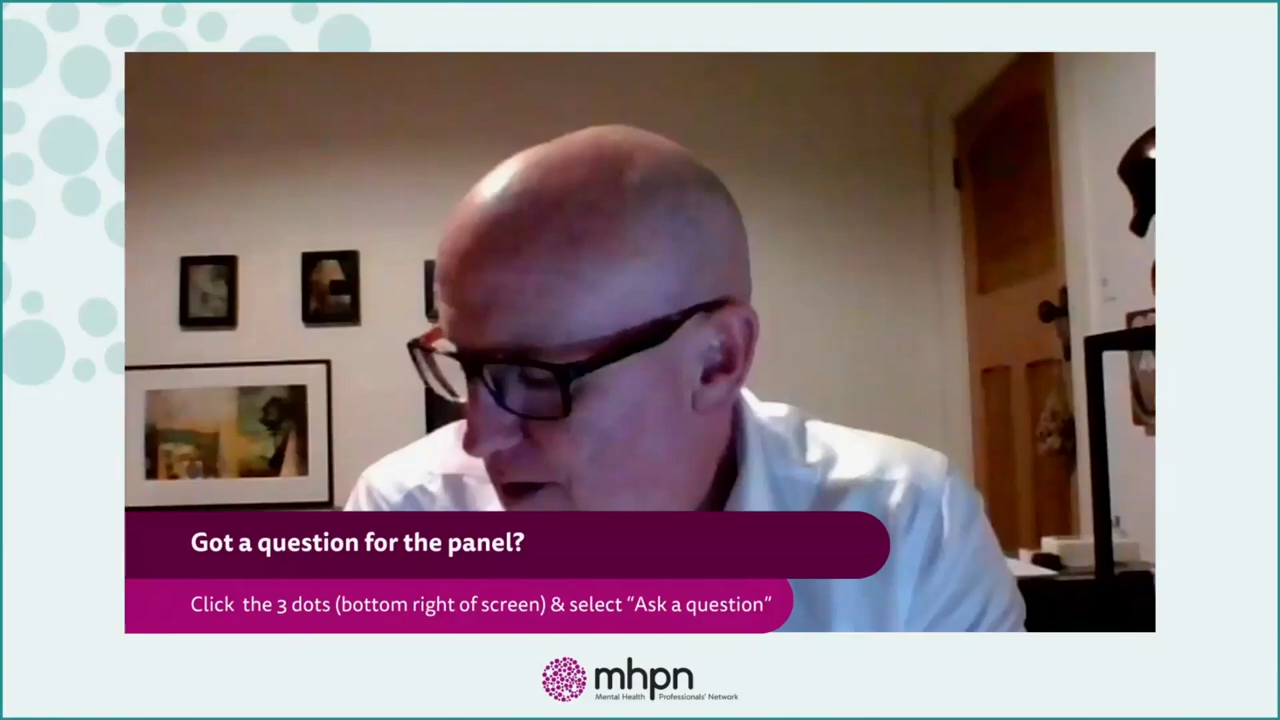 Got a question for the panel?
Click the 3 dots (bottom right of screen) & select “Ask a question”
mhpn
Mental Health Professionals' Network